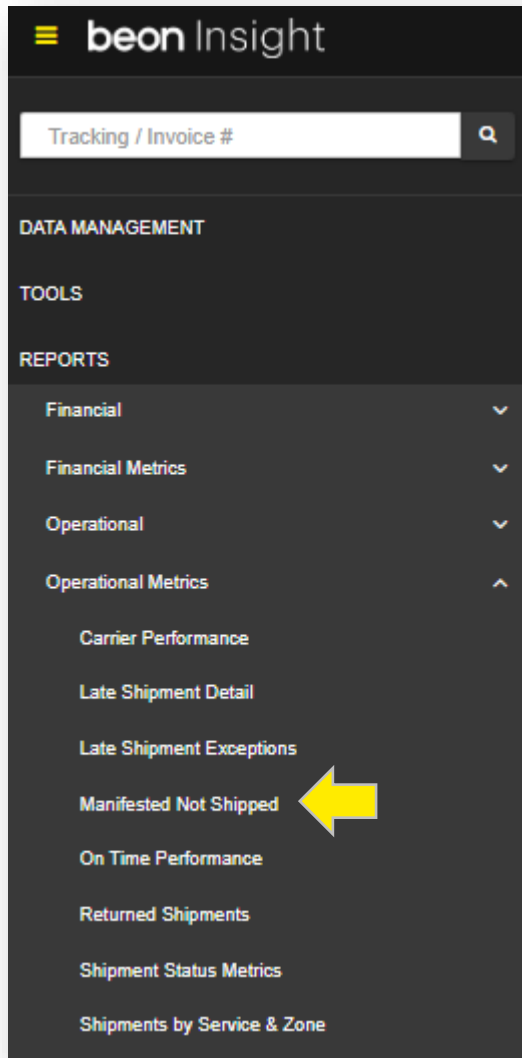 beon Insight
Tracking / Invoice #
DATA MANAGEMENT
TOOLS
REPORTS
Financial
Financial Metrics
Operational
Operational Metrics
Carrier Performance
Late Shipment Detail
Late Shipment Exceptions
Manifested Not Shipped
On Time Performance
Returned Shipments
Shipment Status Metrics
Shipments by Service & Zone